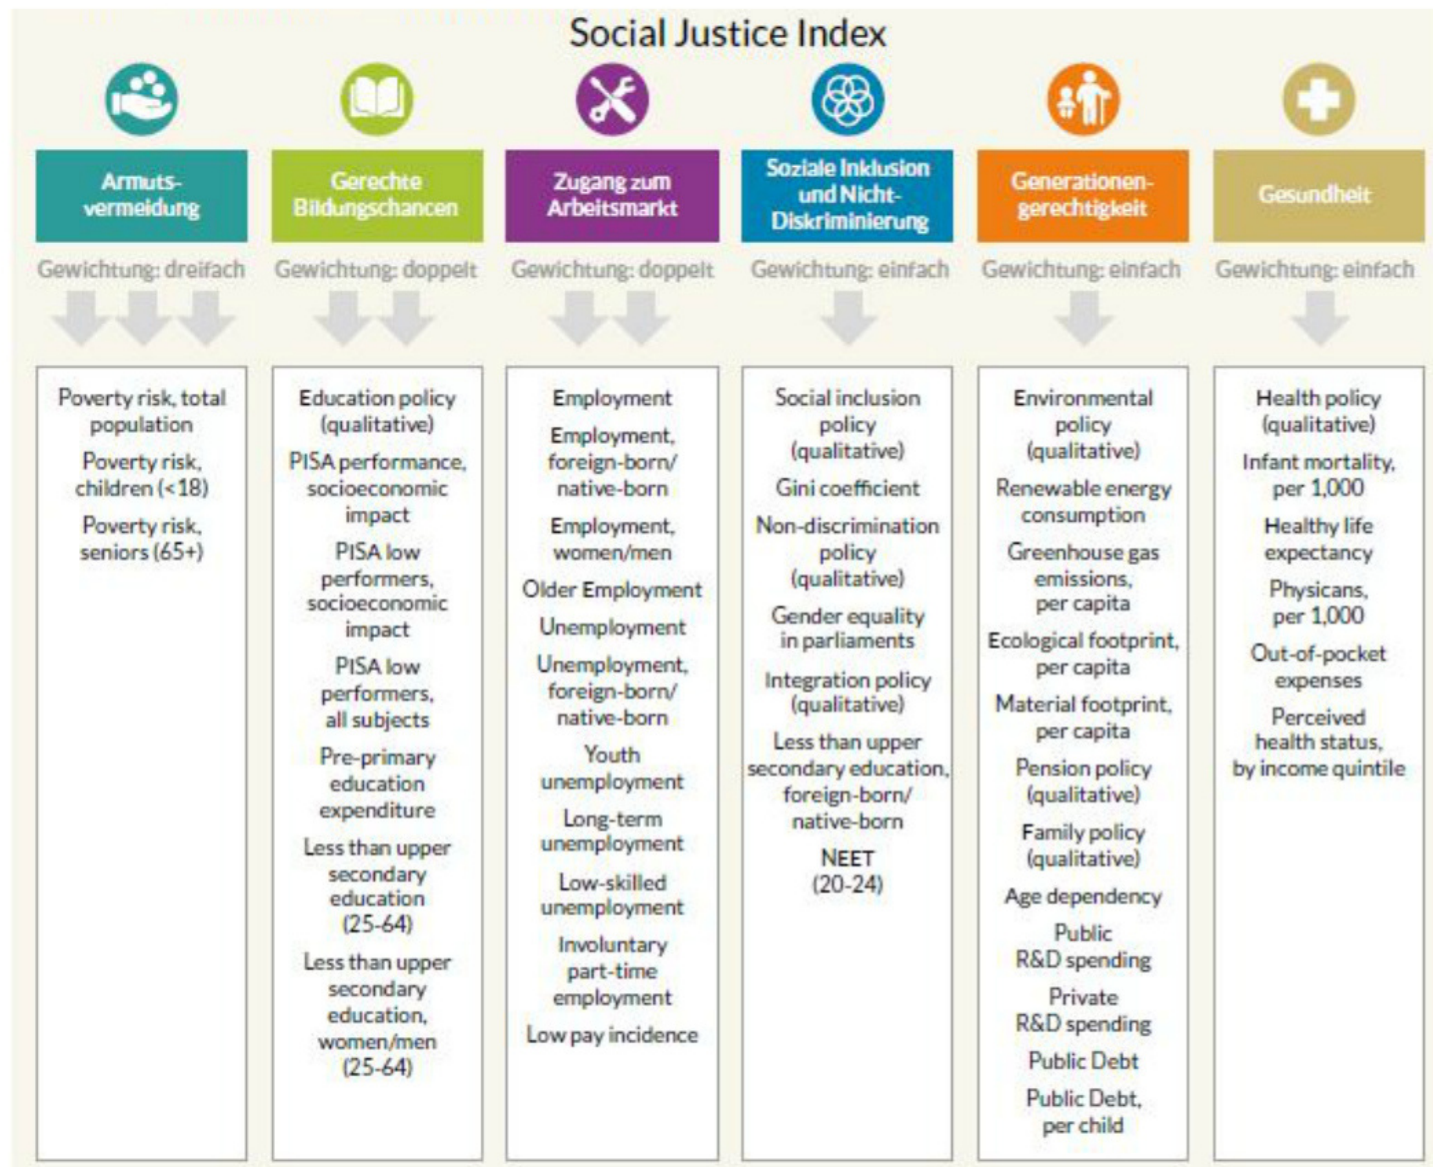 Social Justice Index
Armuts-
vermeidung
Gewichtung: dreifach
Poverty risk, total
population
Poverty risk,
children (<18)
Poverty risk,
seniors (65+)
Gerechte
Bildungschancen
Gewichtung: doppelt
Education policy
(qualitative)
PISA performance,
socioeconomic
impact
PISA low
performers,
socioeconomic
impact
PISA low
performers,
all subjects
Pre-primary
education
expenditure
Less than upper
secondary
education
(25-64)
Less than upper
secondary
education,
women/men
(25-64)
Zugang zum
Arbeitsmarkt
Gewichtung: doppelt
Employment
Employment,
foreign-born/
native-born
Employment,
women/men
Older Employment
Unemployment
Unemployment,
foreign-born/
native-born
Youth
unemployment
Long-term
unemployment
Low-skilled
unemployment
Involuntary
part-time
employment
Low pay incidence
Soziale Inklusion
und Nicht-
Diskriminierung
Gewichtung: einfach
Social inclusion
policy
(qualitative)
Gini coefficient
Non-discrimination
policy
(qualitative)
Gender equality
in parliaments
Integration policy
(qualitative)
Less than upper
secondary education,
foreign-born/
native-born
NEET
(20-24)
Generationen-
gerechtigkeit
Gewichtung: einfach
Environmental
policy
(qualitative)
Renewable energy
consumption
Greenhouse gas
emissions,
per capita
Ecological footprint,
per capita
Material footprint,
per capita
Pension policy
(qualitative)
Family policy
(qualitative)
Age dependency
Public
R&D spending
Private
R&D spending
Public Debt
Public Debt,
per child
Gesundheit
Gewichtung: einfach
Health policy
(qualitative)
Infant mortality,
per 1,000
Healthy life
expectancy
Physicans,
per 1,000
Out-of-pocket
expenses
Perceived
health status,
by income quintile